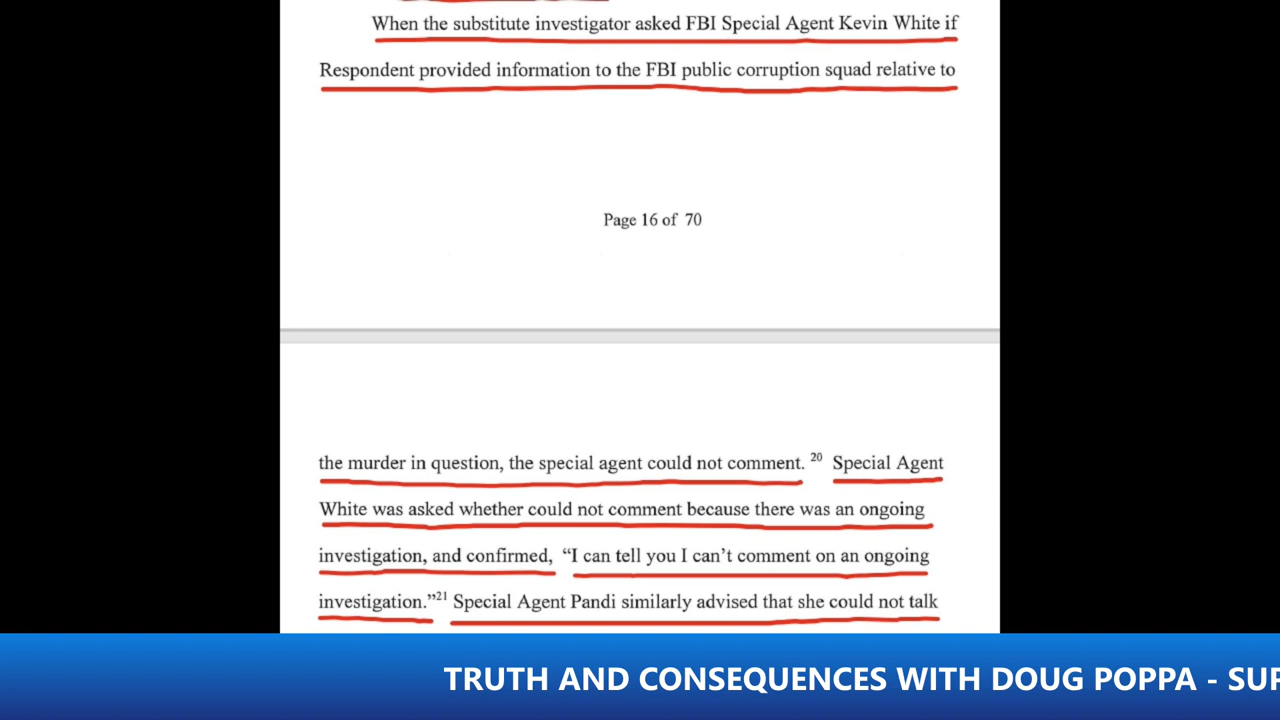 When the substitute investigator asked FBI Special Agent Kevin White if
Respondent provided information to the FBI public corruption squad relative to
Page 16 of 70
the murder in question, the special agent could not comment. 20 Special Agent
White was asked whether could not comment because there was an ongoing
investigation, and confirmed, “I can tell you I can’t comment on an ongoing
investigation.”21 Special Agent Pandi similarly advised that she could not talk
TRUTH AND CONSEQUENCES WITH DOUG POPPA -